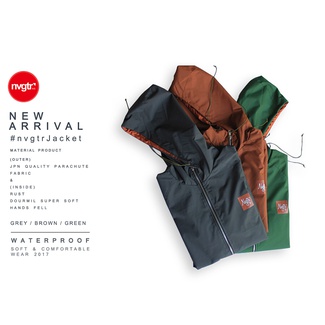 nvgtr
NEW
ARRIVAL
#nvgtrJacket
MATERIAL PRODUCT
(OUTER)
JPN QUALITY PARACHUTE
FABRIC
&
(INSIDE)
RUST
DOURMIL SUPER SOFT
HANDS FELL
GREY / BROWN / GREEN
WATERPROOF
SOFT & COMFORTABLE
WEAR 2017